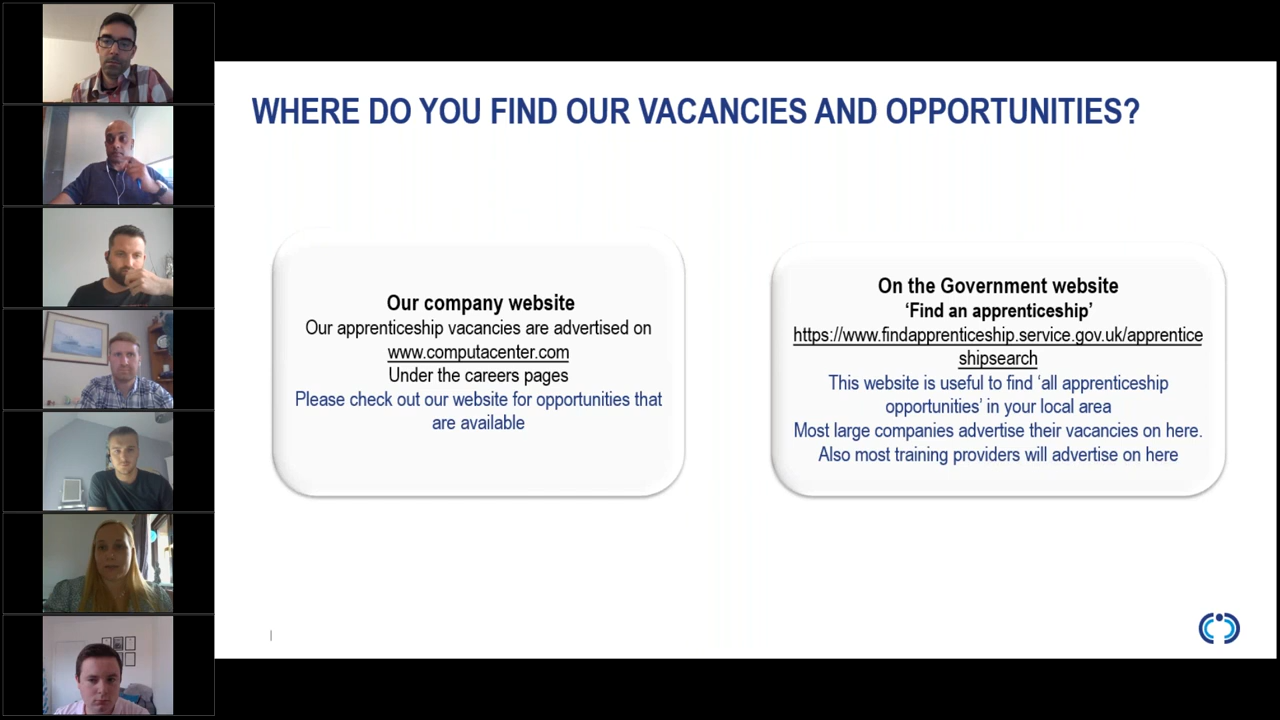 WHERE DO YOU FIND OUR VACANCIES AND OPPORTUNITIES?
Our company website
Our apprenticeship vacancies are advertised on
www.computacenter.com
Under the careers pages
Please check out our website for opportunities that
are available
On the Government website
‘Find an apprenticeship’
https://www.findapprenticeship.service.gov.uk/apprentice
shipsearch
This website is useful to find ‘all apprenticeship
opportunities’ in your local area
Most large companies advertise their vacancies on here.
Also most training providers will advertise on here